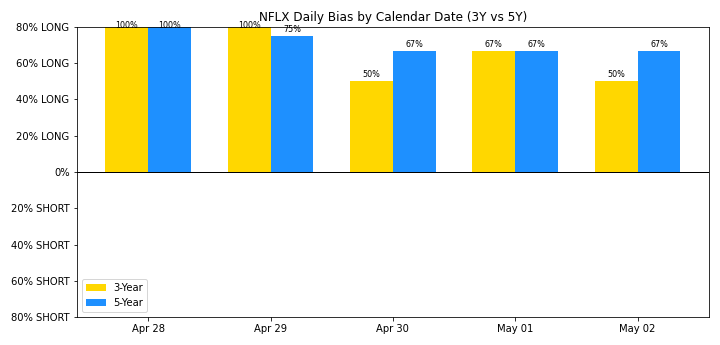 NFLX Daily Bias by Calendar Date (3Y vs 5Y)
80% LONG
60% LONG
40% LONG
20% LONG
0%
20% SHORT
40% SHORT
60% SHORT
80% SHORT
100% 100% 100% 75% 50% 67% 67% 67% 50% 67%
3-Year
5-Year
Apr 28 Apr 29 Apr 30 May 01 May 02